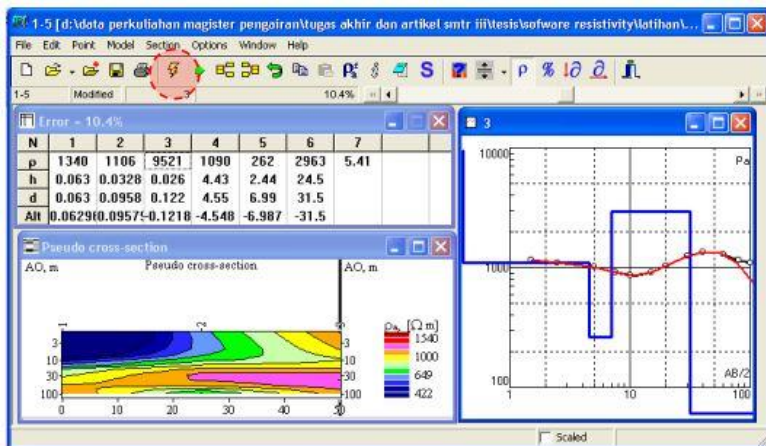 1-5 [d:\data perkuliahan magister pengairan\tugas akhir dan artikel smtr iii\tesis\sofware resistivity\latihan\...
File Edit Point Model Section Options Window Help
S ρ %
1-5 Modified 3 10.4%
Error = 10.4%
N 1 2 3 4 5 6 7
ρ 1340 1106 9521 1090 262 2963 5.41
h 0.063 0.0328 0.026 4.43 2.44 24.5
d 0.063 0.0958 0.122 4.55 6.99 31.5
Alt -0.1218 -4.548 -6.987 -31.5
3
10000 Pa
1000
100 AB/2
1 10 100
Pseudo cross-section
AO, m Pseudo cross-section AO, m
1 2 3
3 3
10 10
30 30
100 100
0 10 20 30 40 50
ρa, [Ω m]
1540
1000
649
422
Scaled